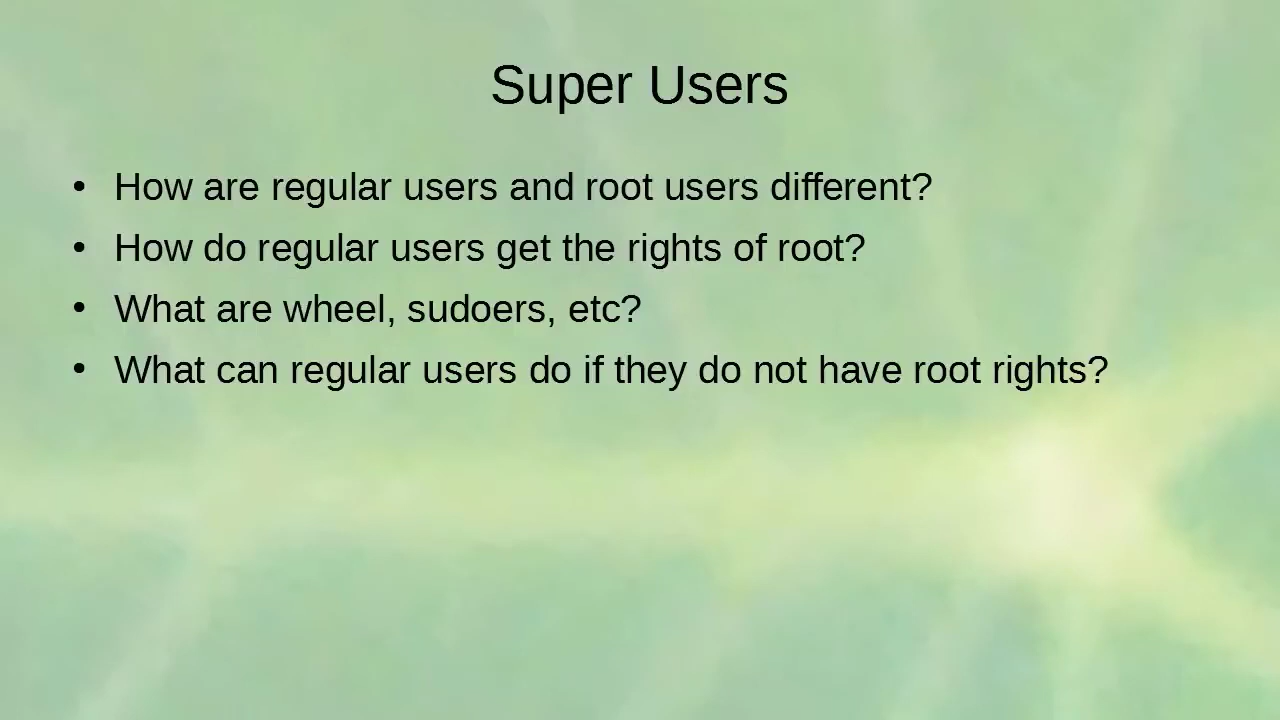 Super Users
• How are regular users and root users different?
• How do regular users get the rights of root?
• What are wheel, sudoers, etc?
• What can regular users do if they do not have root rights?